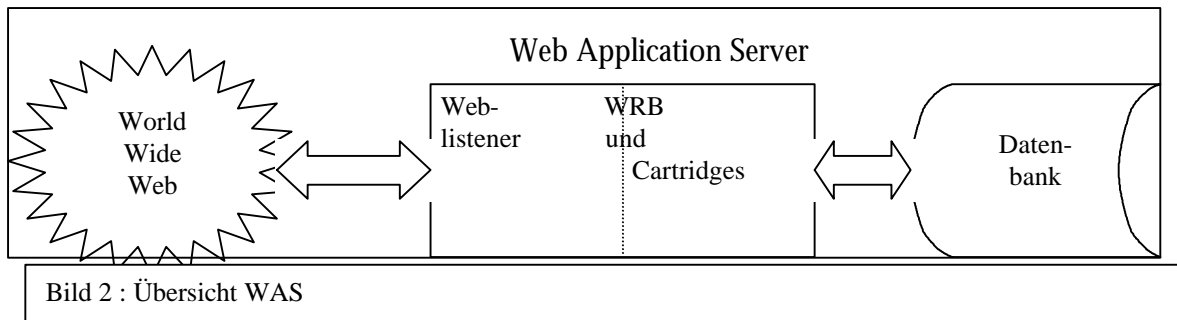 Web Application Server
World
Wide
Web
Web-
listener
WRB
und
Cartridges
Daten-
bank
Bild 2 : Übersicht WAS